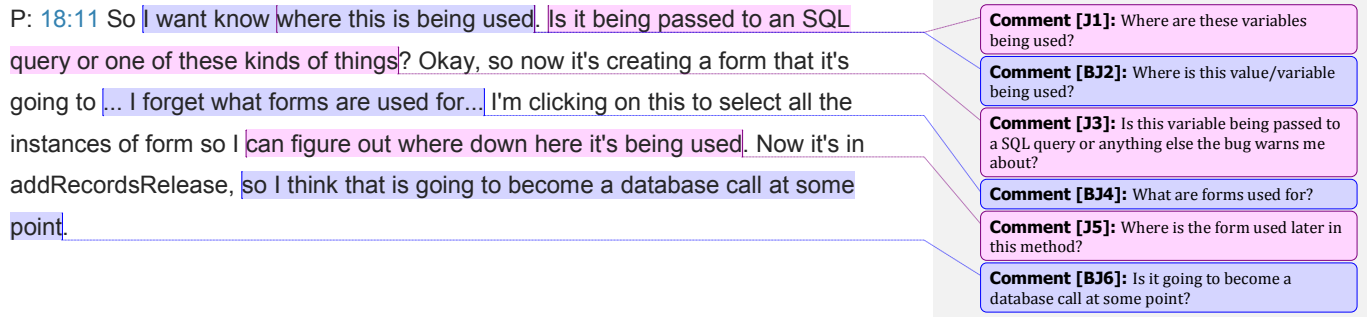 P: 18:11 So I want know where this is being used. Is it being passed to an SQL
query or one of these kinds of things? Okay, so now it's creating a form that it's
going to ... I forget what forms are used for... I'm clicking on this to select all the
instances of form so I can figure out where down here it's being used. Now it's in
addRecordsRelease, so I think that is going to become a database call at some
point.
Comment [J1]: Where are these variables
being used?
Comment [BJ2]: Where is this value/variable
being used?
Comment [J3]: Is this variable being passed to
a SQL query or anything else the bug warns me
about?
Comment [BJ4]: What are forms used for?
Comment [J5]: Where is the form used later in
this method?
Comment [BJ6]: Is it going to become a
database call at some point?